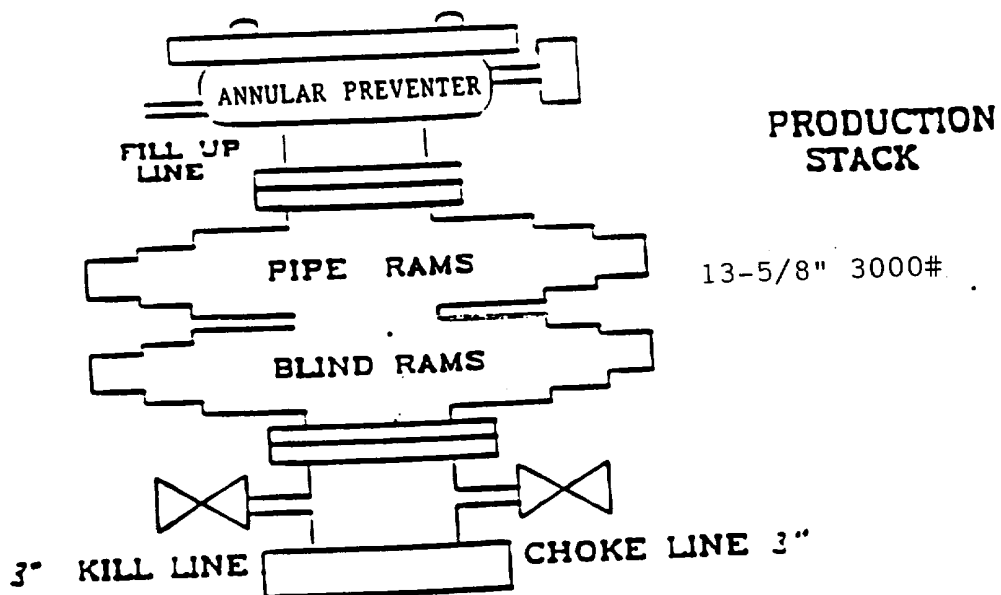 ANNULAR PREVENTER
FILL UP
LINE
PRODUCTION
STACK
PIPE RAMS
13-5/8" 3000#
BLIND RAMS
3" KILL LINE
CHOKE LINE 3"